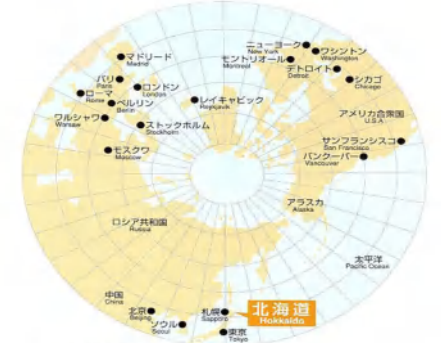 ニューヨーク
New York
ワシントン
Washington
マドリード
Madrid
モントリオール
Montreal
デトロイト
Detroit
シカゴ
Chicago
パリ
Paris
ロンドン
London
ローマ
Rome
ベルリン
Berlin
レイキャビック
Reykjavik
ワルシャワ
Warsaw
ストックホルム
Stockholm
アメリカ合衆国
U.S.A.
サンフランシスコ
San Francisco
モスクワ
Moscow
バンクーバー
Vancouver
アラスカ
Alaska
ロシア共和国
Russia
太平洋
Pacific Ocean
中国
China
北京
Beijing
ソウル
Seoul
札幌
Sapporo
北海道
Hokkaido
東京
Tokyo